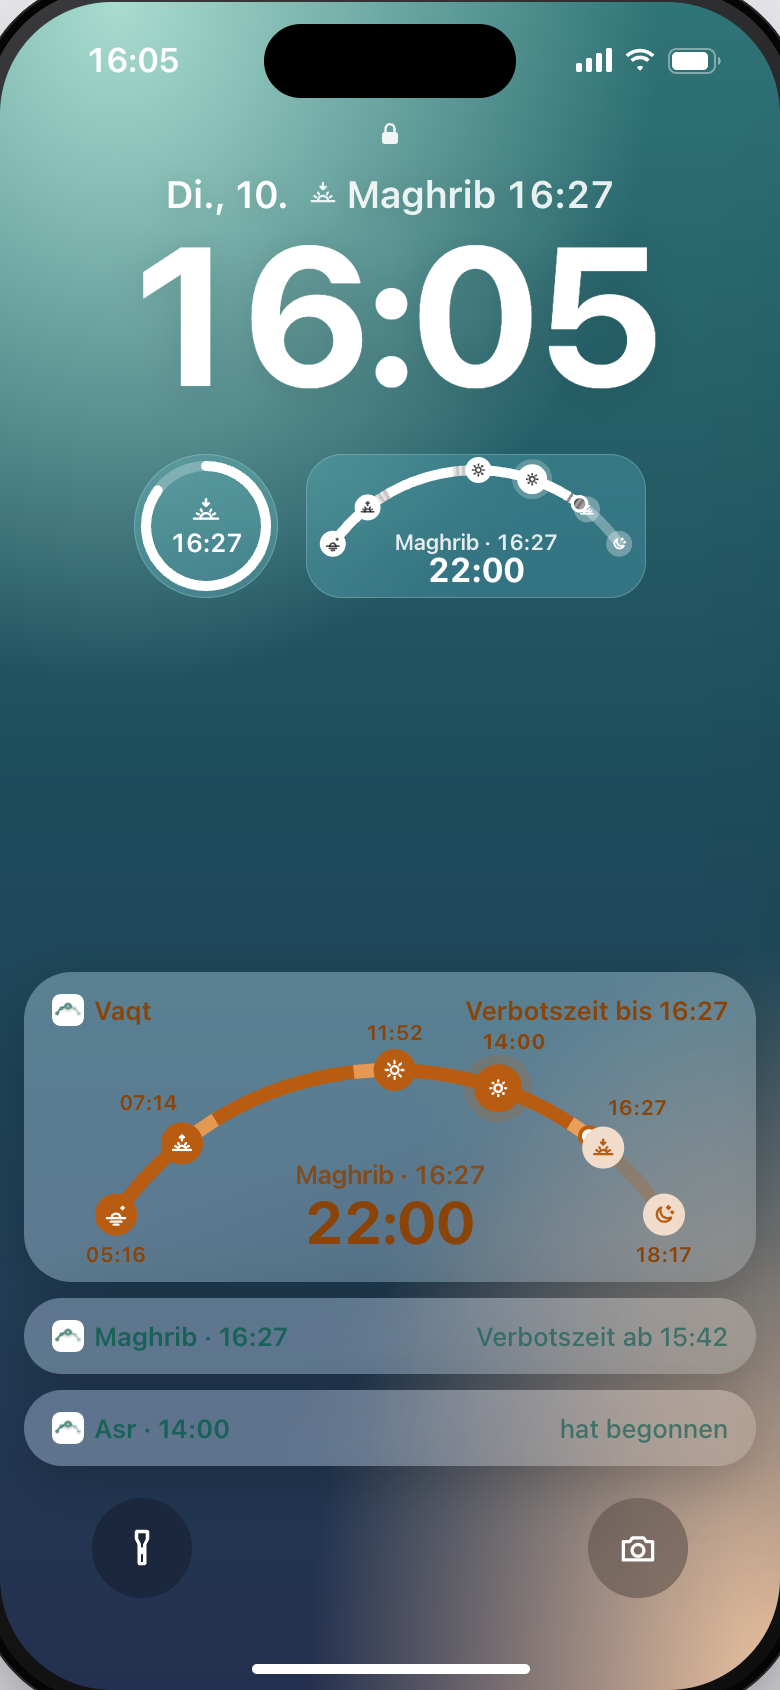 16:05
Di., 10. Maghrib 16:27
16:05
16:27
Maghrib · 16:27
22:00
Vaqt
Verbotszeit bis 16:27
11:52
14:00
07:14
16:27
Maghrib · 16:27
22:00
05:16
18:17
Maghrib · 16:27
Verbotszeit ab 15:42
Asr · 14:00
hat begonnen